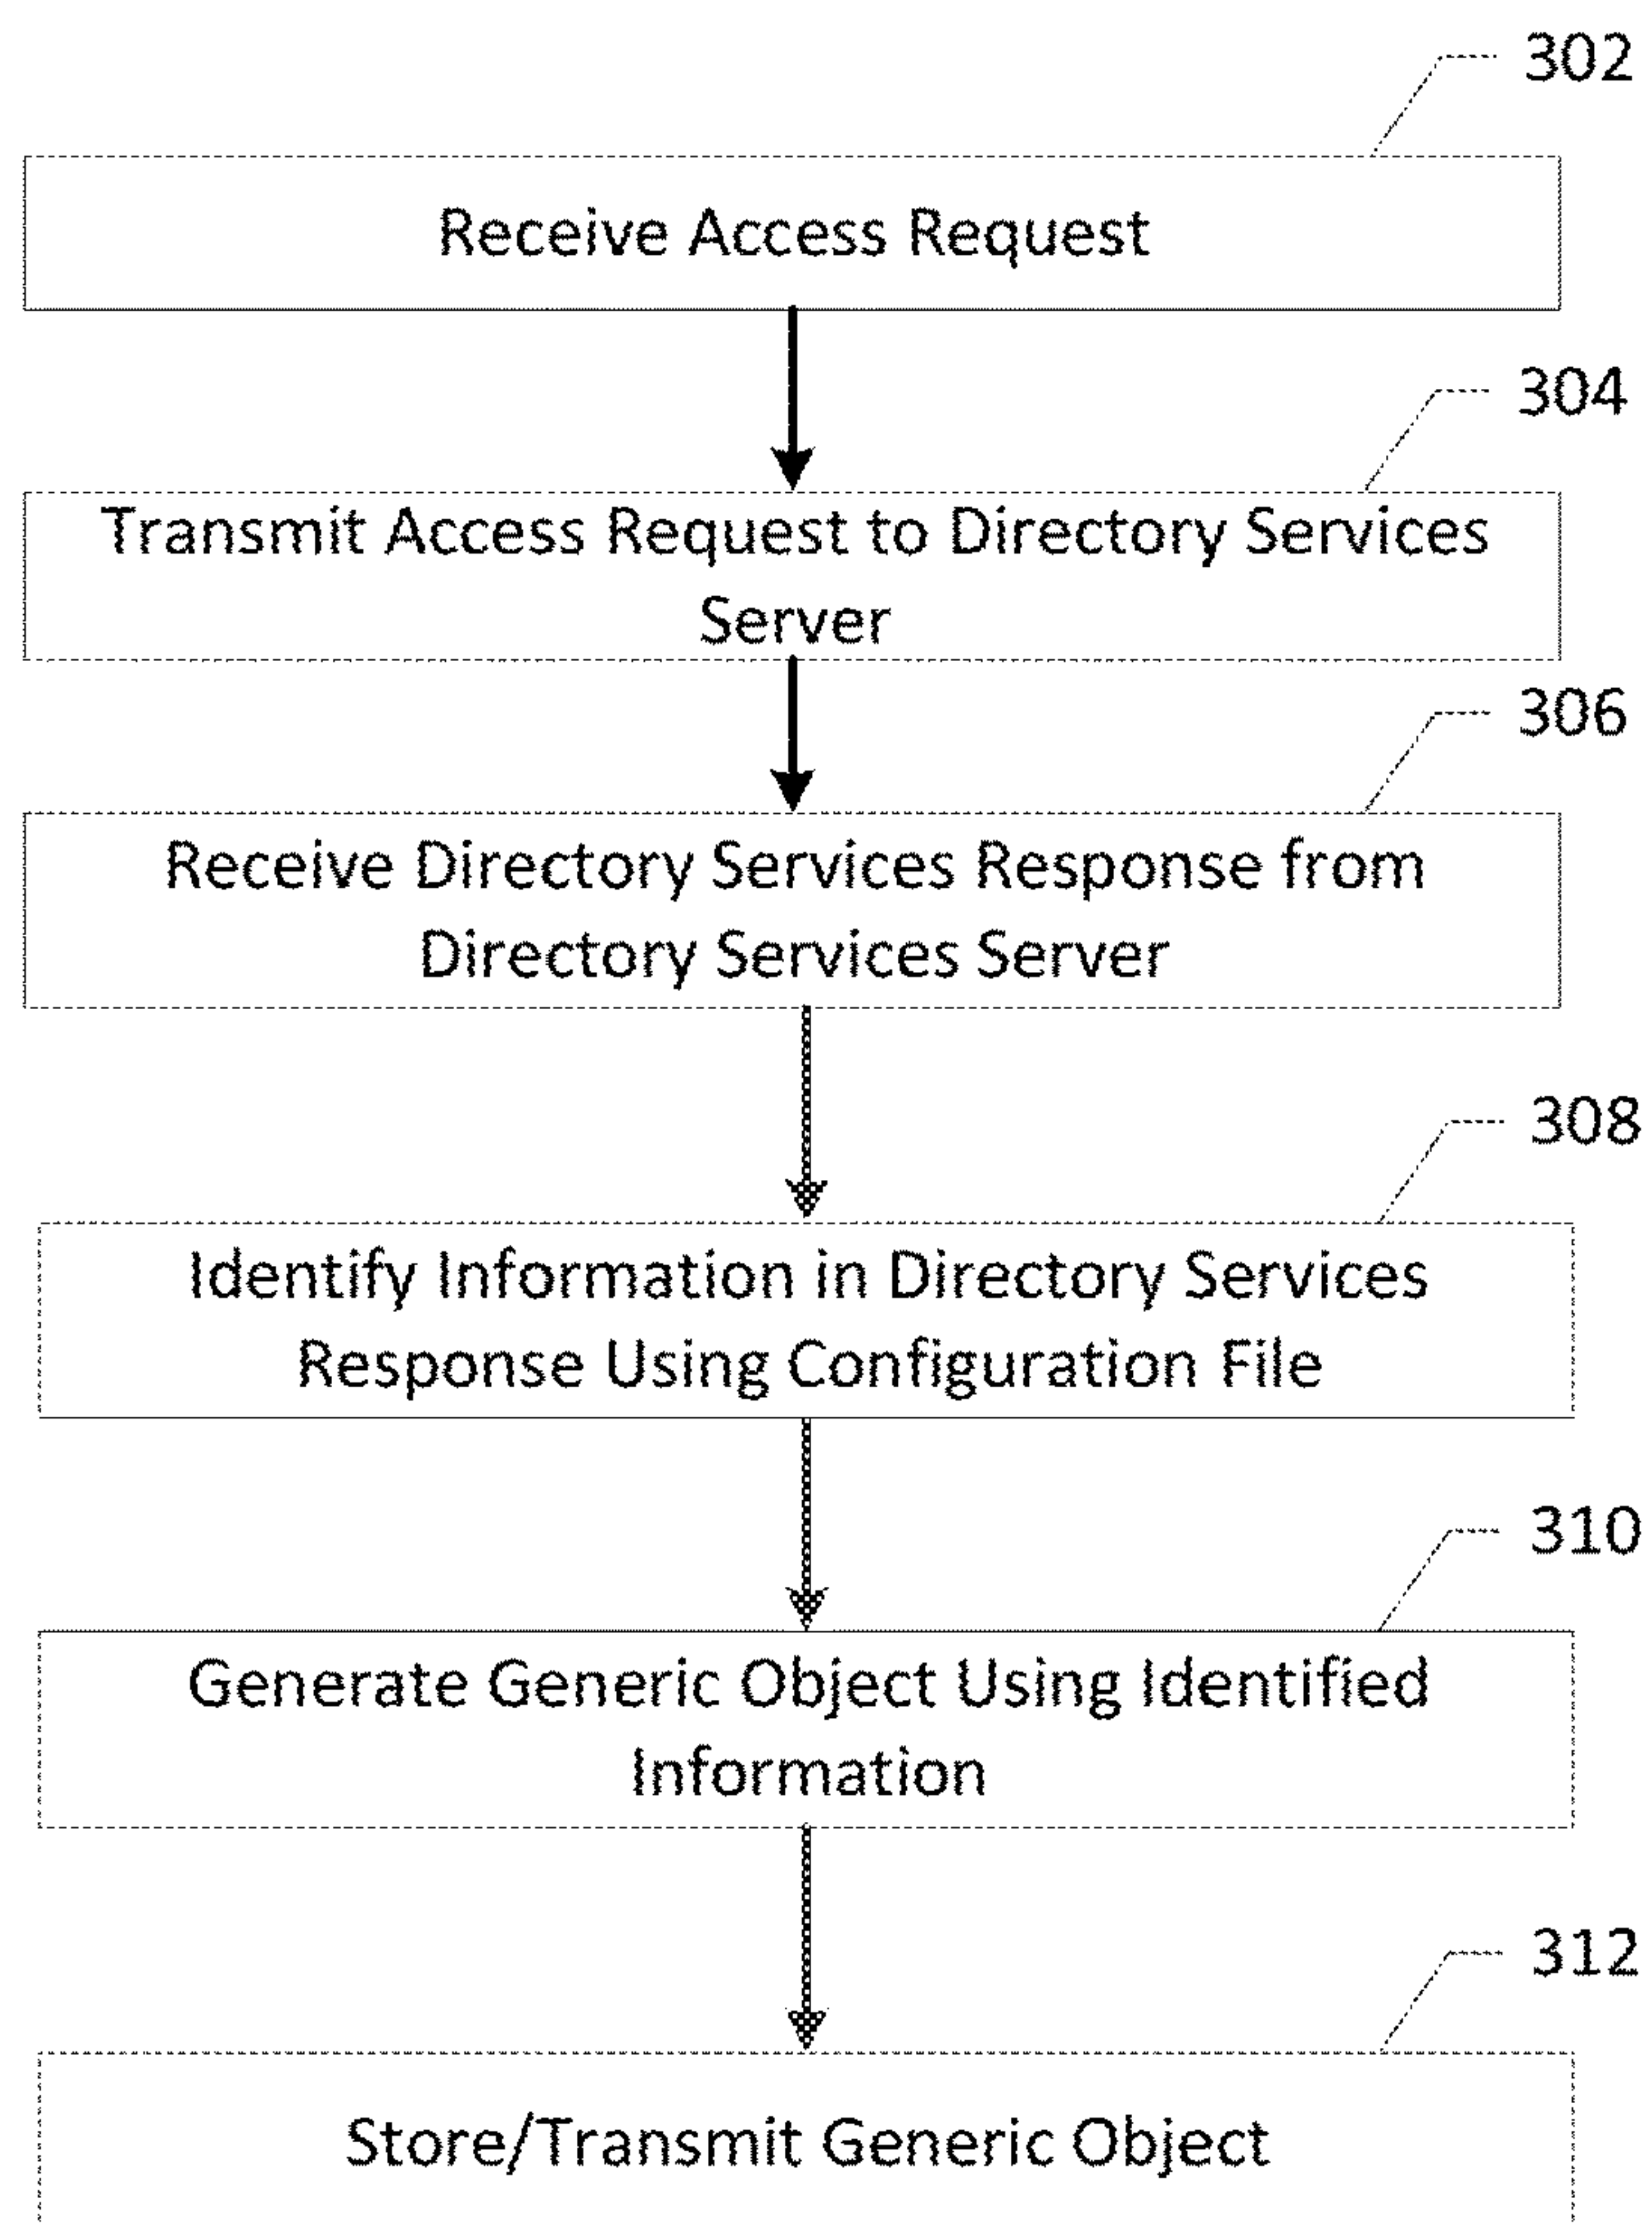 302
Receive Access Request
304
Transmit Access Request to Directory Services
Server
306
Receive Directory Services Response from
Directory Services Server
308
Identify Information in Directory Services
Response Using Configuration File
310
Generate Generic Object Using Identified
Information
312
Store/Transmit Generic Object